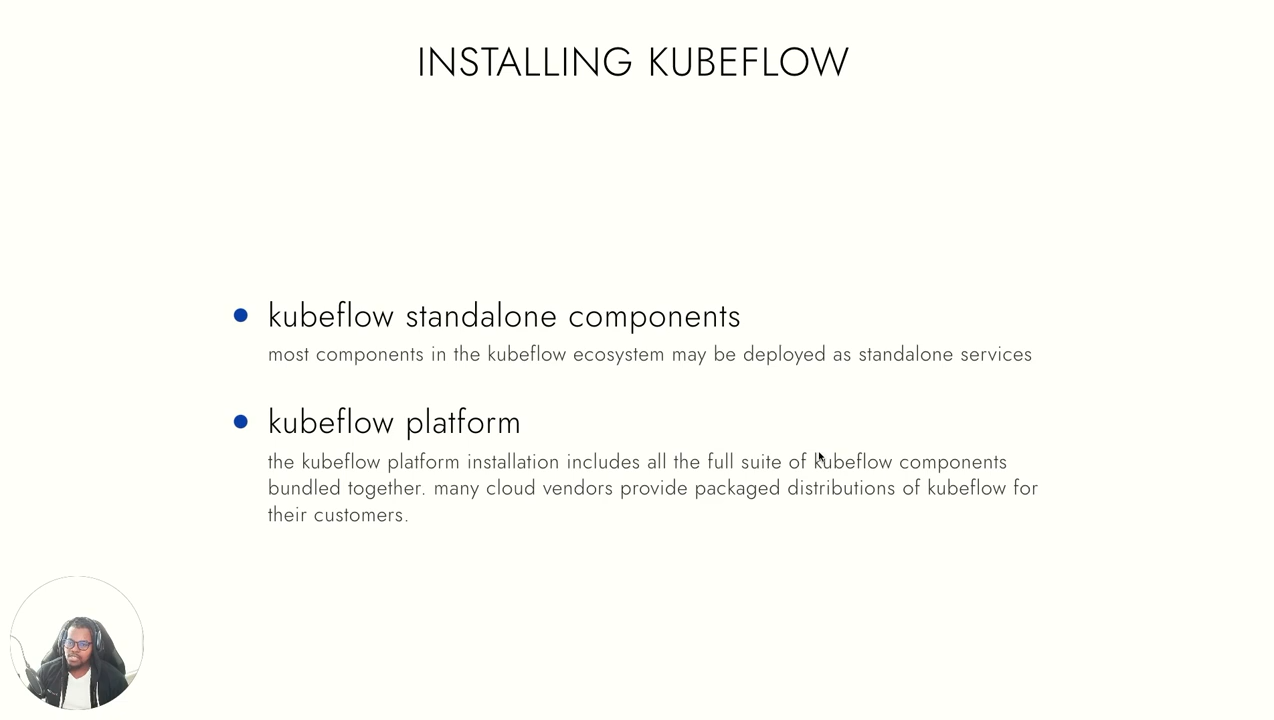 INSTALLING KUBEFLOW
kubeflow standalone components
most components in the kubeflow ecosystem may be deployed as standalone services
kubeflow platform
the kubeflow platform installation includes all the full suite of kubeflow components
bundled together. many cloud vendors provide packaged distributions of kubeflow for
their customers.